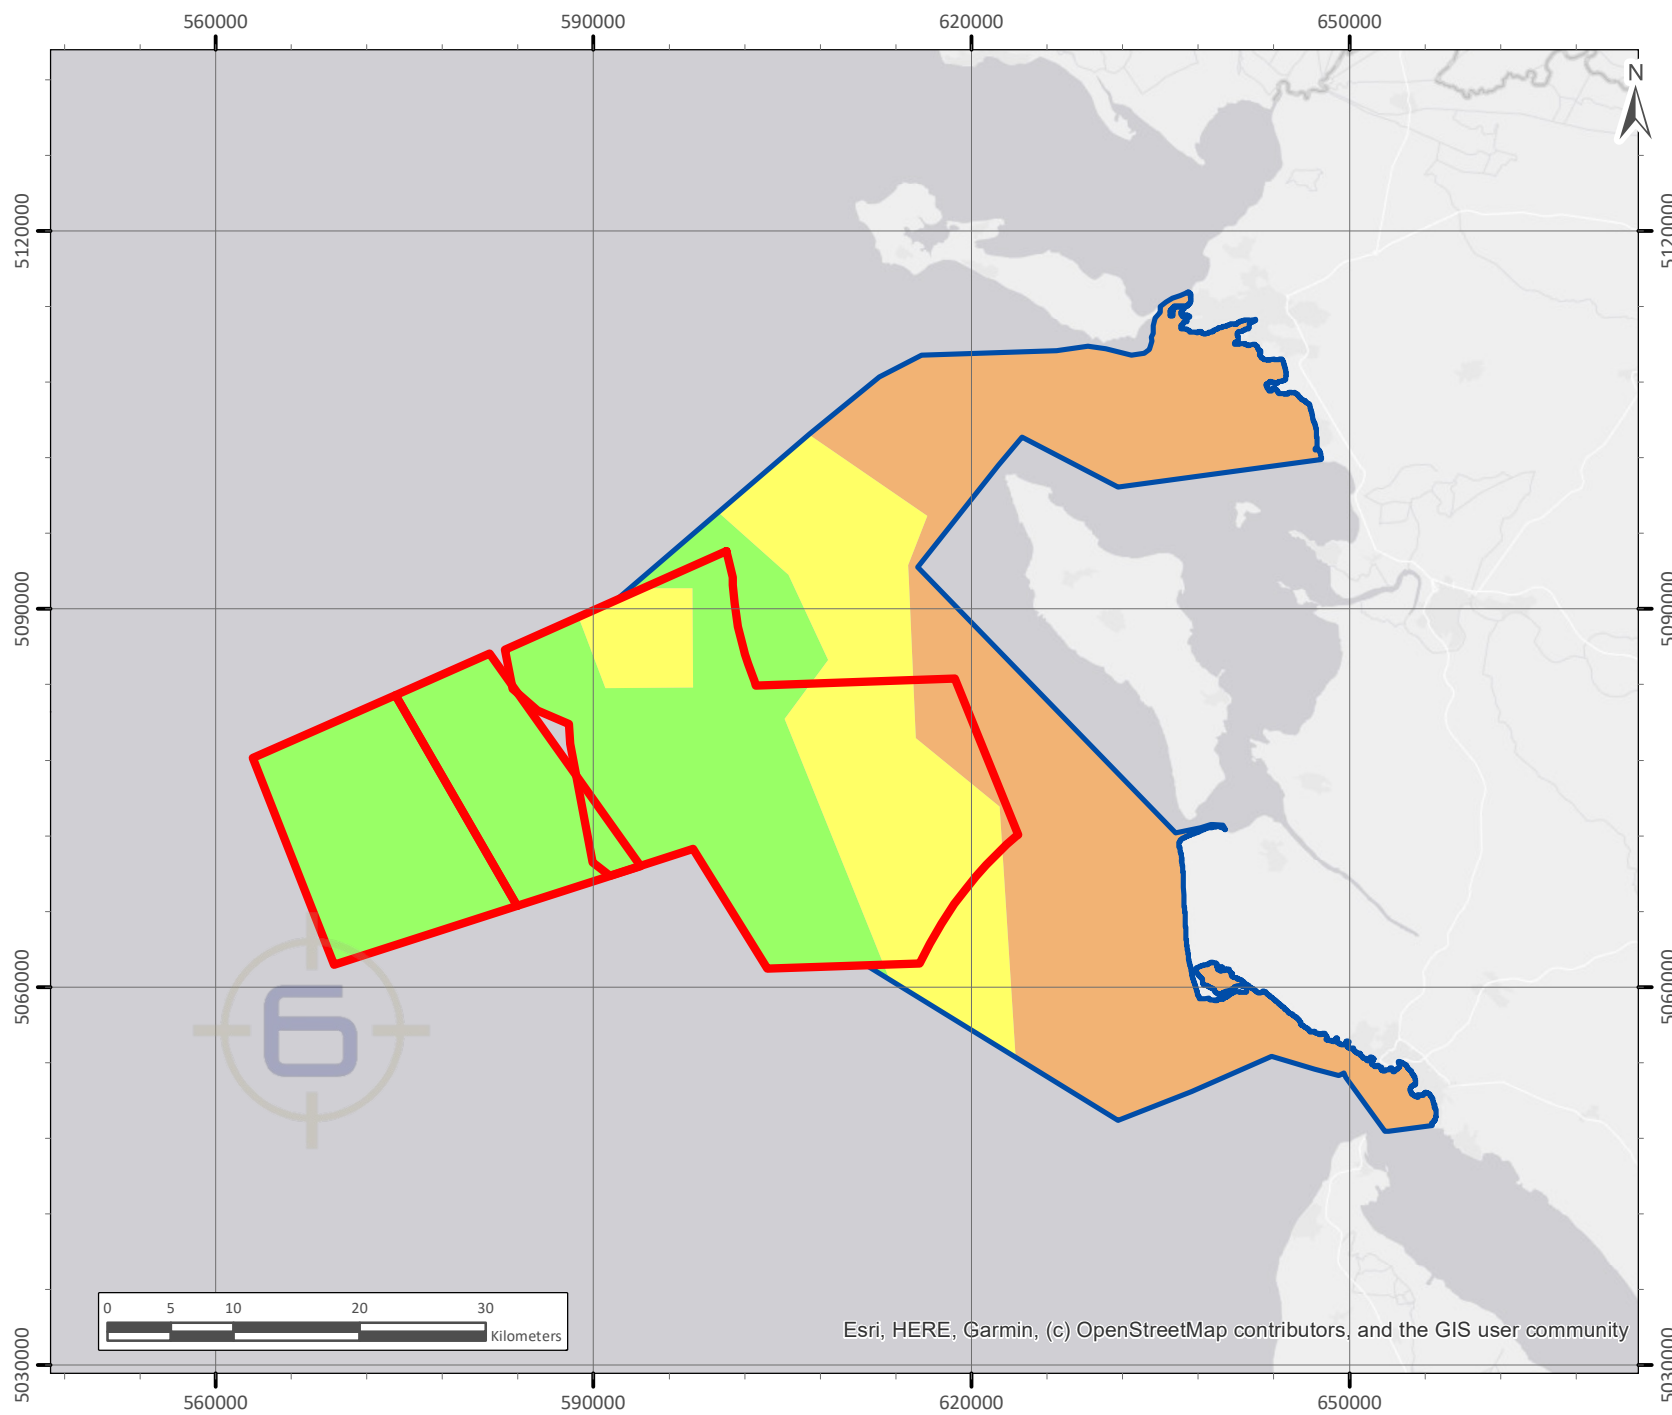 560000 590000 620000 650000
N
5120000 5120000
5090000 5090000
5060000 5060000
6
0 5 10 20 30
Kilometers
Esri, HERE, Garmin, (c) OpenStreetMap contributors, and the GIS user community
5030000 5030000
560000 590000 620000 650000